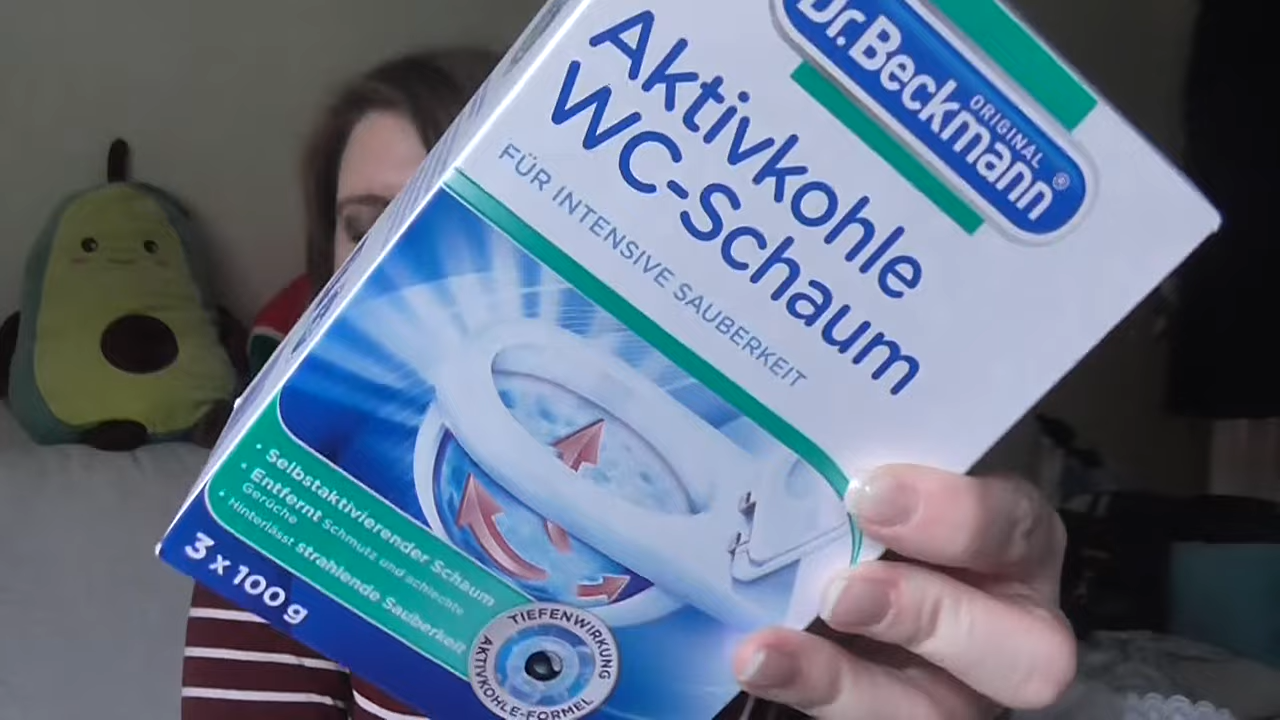 Dr. Beckmann®
ORIGINAL
Aktivkohle
WC-Schaum
FÜR INTENSIVE SAUBERKEIT
· Selbstaktivierender Schaum
· Entfernt Schmutz und schlechte
Gerüche
· Hinterlässt strahlende Sauberkeit
3 x 100 g
TIEFENWIRKUNG
AKTIVKOHLE-FORMEL